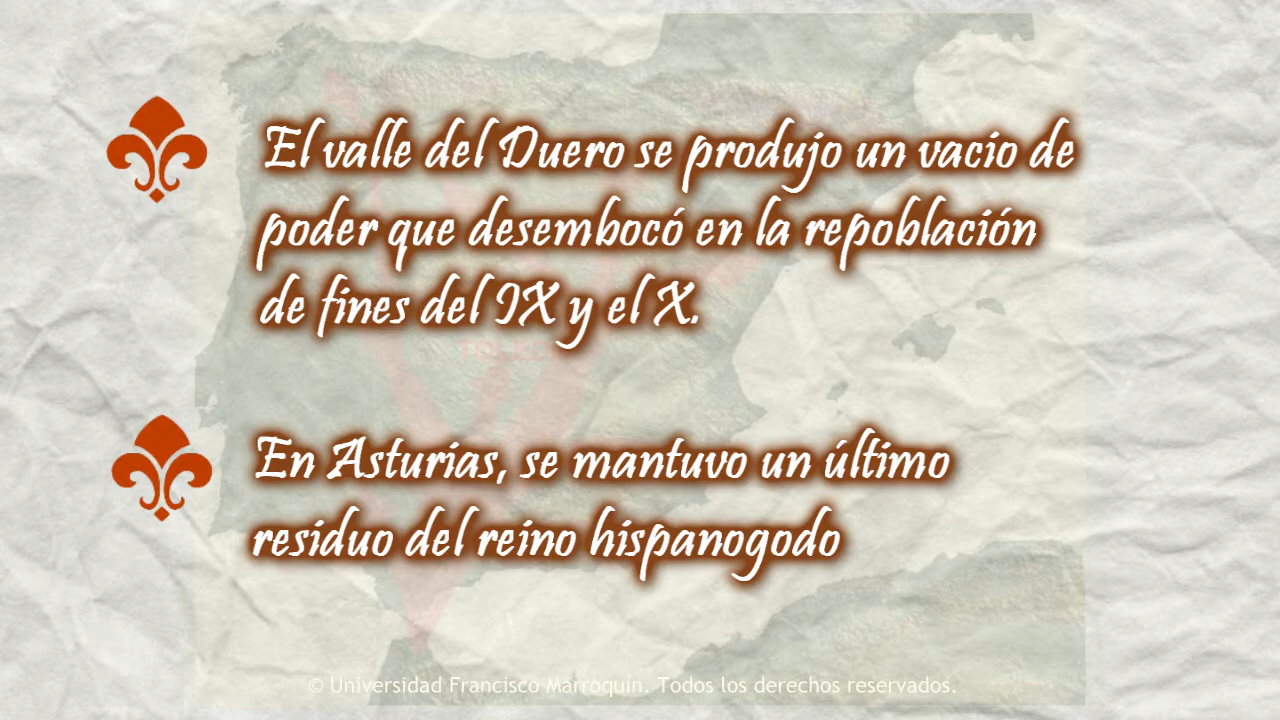 El valle del Duero se produjo un vacio de
poder que desembocó en la repoblación
de fines del IX y el X.
En Asturias, se mantuvo un último
residuo del reino hispanogodo
TOLEDO
© Universidad Francisco Marroquín. Todos los derechos reservados.